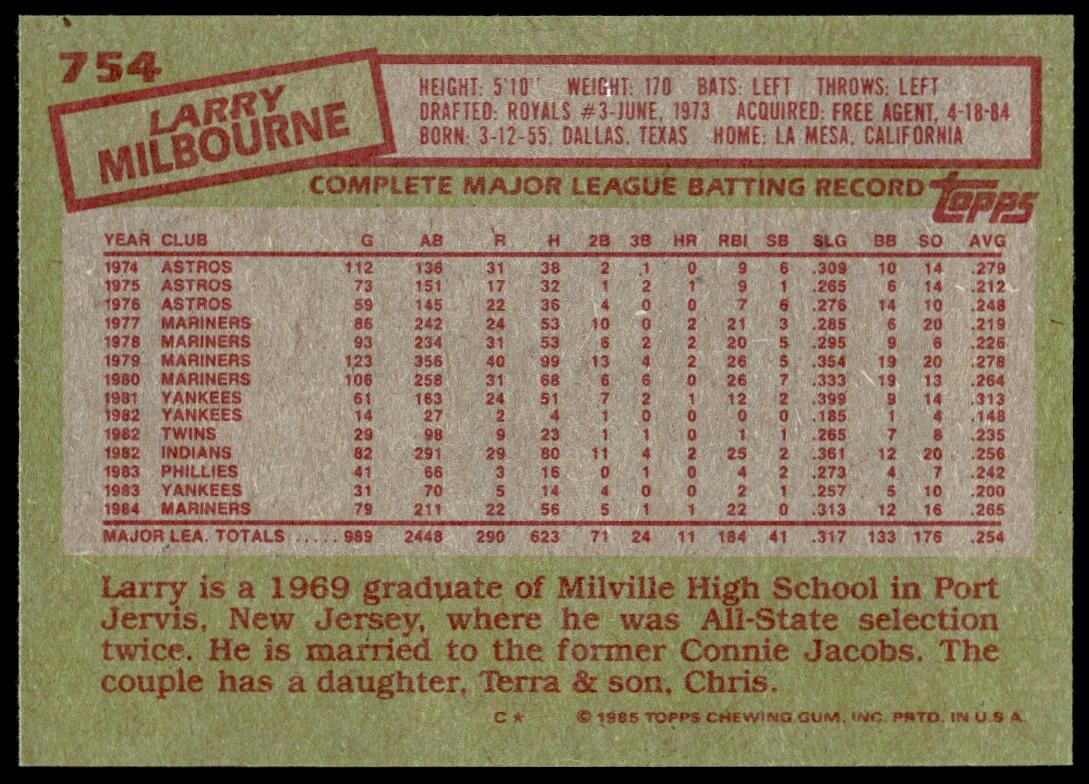 754
LARRY
MILBOURNE
HEIGHT: 5'10" WEIGHT: 170 BATS: LEFT THROWS: LEFT
DRAFTED: ROYALS #3-JUNE, 1973 ACQUIRED: FREE AGENT, 4-18-84
BORN: 3-12-55, DALLAS, TEXAS HOME: LA MESA, CALIFORNIA
COMPLETE MAJOR LEAGUE BATTING RECORD topps
YEAR CLUB G AB R H 2B 3B HR RBI SB SLG BB SO AVG
1974 ASTROS 112 136 31 38 2 1 0 9 6 .309 10 14 .279
1975 ASTROS 73 151 17 32 1 2 1 9 1 .265 6 14 .212
1976 ASTROS 59 145 22 36 4 0 0 7 6 .276 14 10 .248
1977 MARINERS 86 242 24 53 10 0 2 21 3 .285 6 20 .219
1978 MARINERS 93 234 31 53 6 2 2 20 5 .295 9 6 .226
1979 MARINERS 123 356 40 99 13 4 2 26 5 .354 19 20 .278
1980 MARINERS 106 258 31 68 6 6 0 26 7 .333 19 13 .264
1981 YANKEES 61 163 24 51 7 2 1 12 2 .399 9 14 .313
1982 YANKEES 14 27 2 4 1 0 0 0 0 .185 1 4 .148
1982 TWINS 29 98 9 23 1 1 0 1 1 .265 7 8 .235
1982 INDIANS 82 291 29 80 11 4 2 25 2 .361 12 20 .256
1983 PHILLIES 41 66 3 16 0 1 0 4 2 .273 4 7 .242
1983 YANKEES 31 70 5 14 4 0 0 2 1 .257 5 10 .200
1984 MARINERS 79 211 22 56 5 1 1 22 0 .313 12 16 .265
MAJOR LEA. TOTALS ..... 989 2448 290 623 71 24 11 184 41 .317 133 176 .254
Larry is a 1969 graduate of Milville High School in Port
Jervis, New Jersey, where he was All-State selection
twice. He is married to the former Connie Jacobs. The
couple has a daughter, Terra & son, Chris.
C* © 1985 TOPPS CHEWING GUM, INC. PRTD. IN U.S.A.